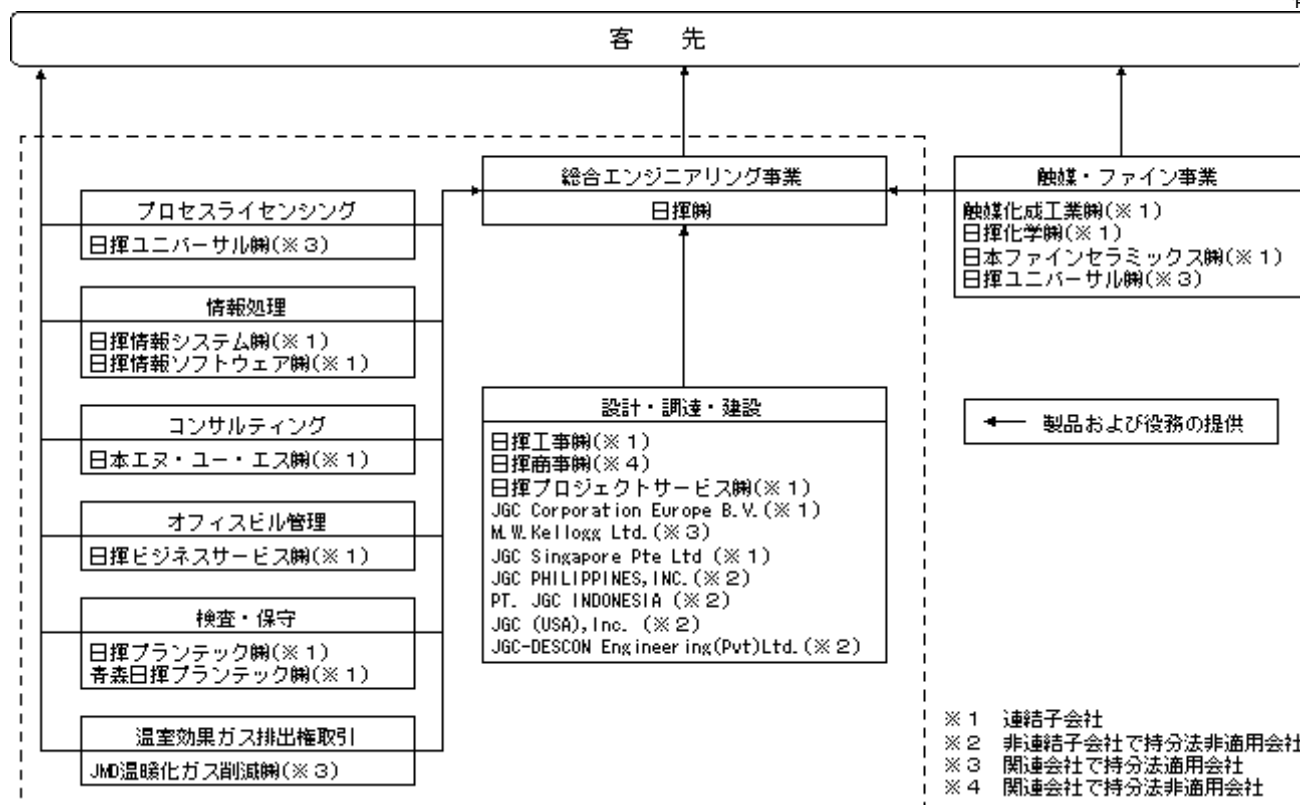 客 先
総合エンジニアリング事業
日揮㈱
触媒・ファイン事業
触媒化成工業㈱(※1)
日揮化学㈱(※1)
日本ファインセラミックス㈱(※1)
日揮ユニバーサル㈱(※3)
プロセスライセンシング
日揮ユニバーサル㈱(※3)
情報処理
日揮情報システム㈱(※1)
日揮情報ソフトウェア㈱(※1)
コンサルティング
日本エヌ・ユー・エス㈱(※1)
オフィスビル管理
日揮ビジネスサービス㈱(※1)
検査・保守
日揮プランテック㈱(※1)
青森日揮プランテック㈱(※1)
温室効果ガス排出権取引
JMD温暖化ガス削減㈱(※3)
設計・調達・建設
日揮工事㈱(※1)
日揮商事㈱(※4)
日揮プロジェクトサービス㈱(※1)
JGC Corporation Europe B.V.(※1)
M.W.Kellogg Ltd.(※3)
JGC Singapore Pte Ltd (※1)
JGC PHILIPPINES,INC.(※2)
PT. JGC INDONESIA (※2)
JGC (USA),Inc. (※2)
JGC-DESCON Engineering(Pvt)Ltd.(※2)
製品および役務の提供
※1 連結子会社
※2 非連結子会社で持分法非適用会社
※3 関連会社で持分法適用会社
※4 関連会社で持分法非適用会社